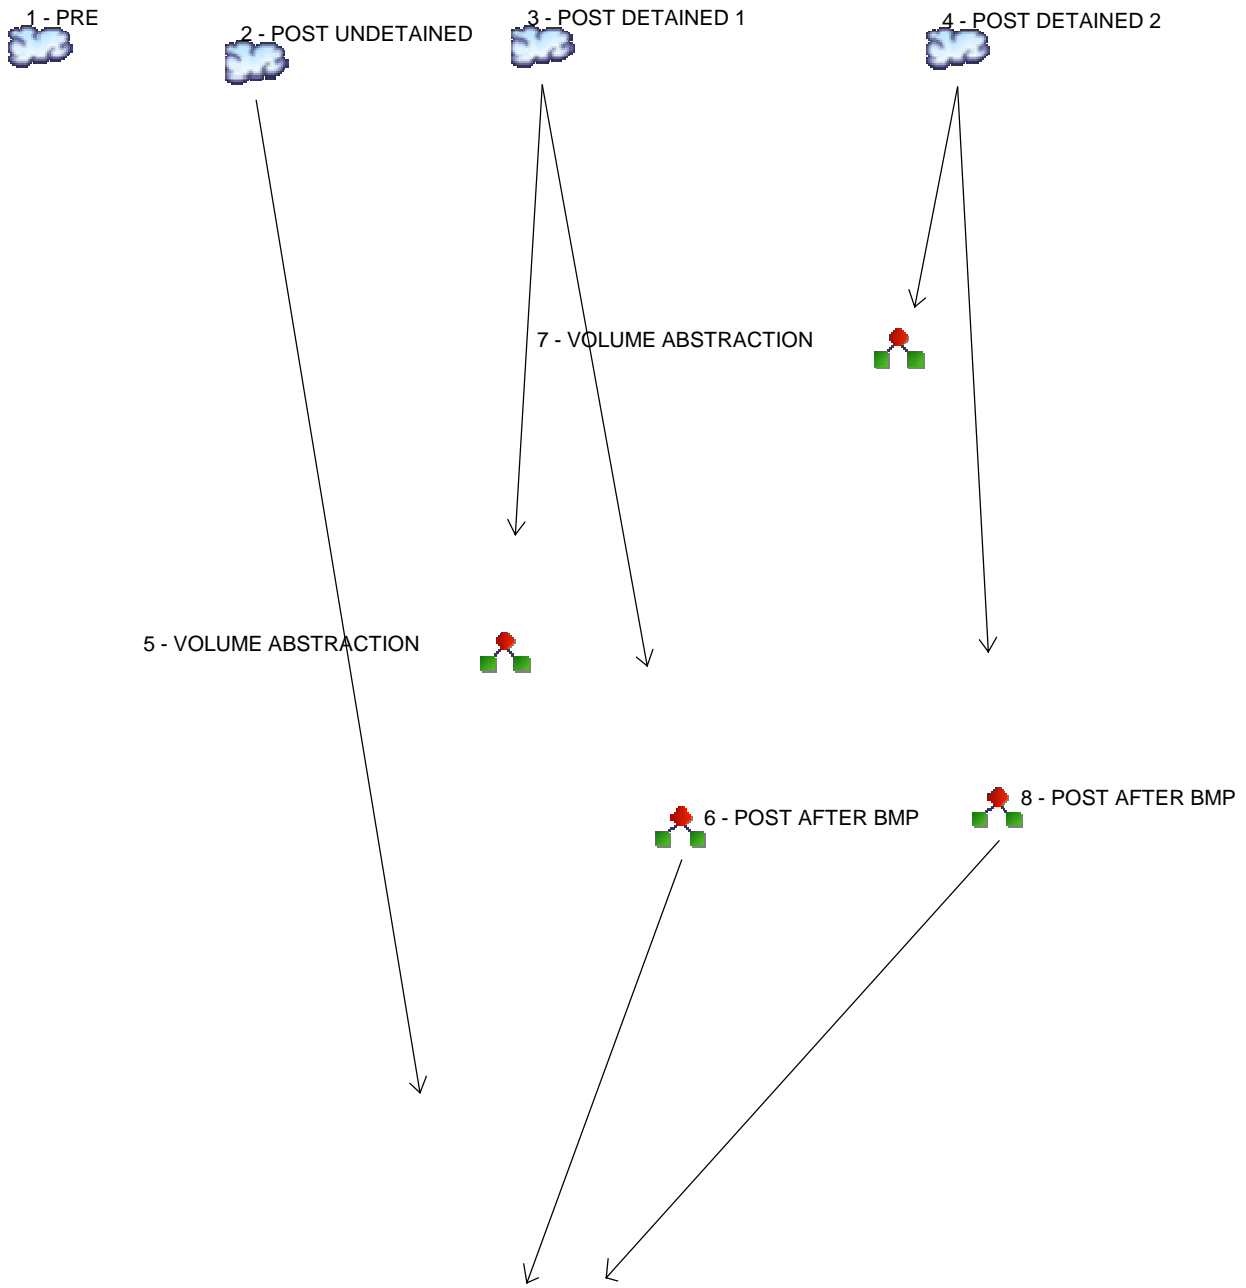 1 - PRE
2 - POST UNDETAINED
3 - POST DETAINED 1
4 - POST DETAINED 2
7 - VOLUME ABSTRACTION
5 - VOLUME ABSTRACTION
6 - POST AFTER BMP
8 - POST AFTER BMP